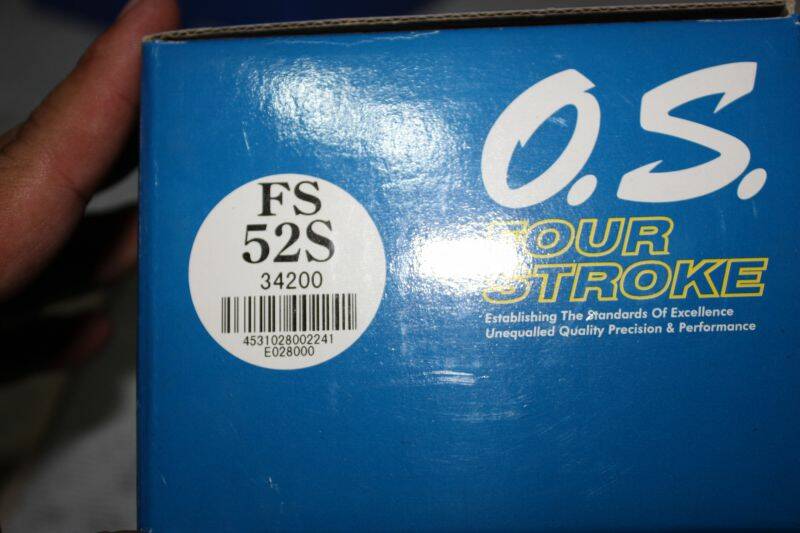 FS
52S
34200
4531028002241
E028000
O.S.
FOUR
STROKE
Establishing The Standards Of Excellence
Unequalled Quality Precision & Performance